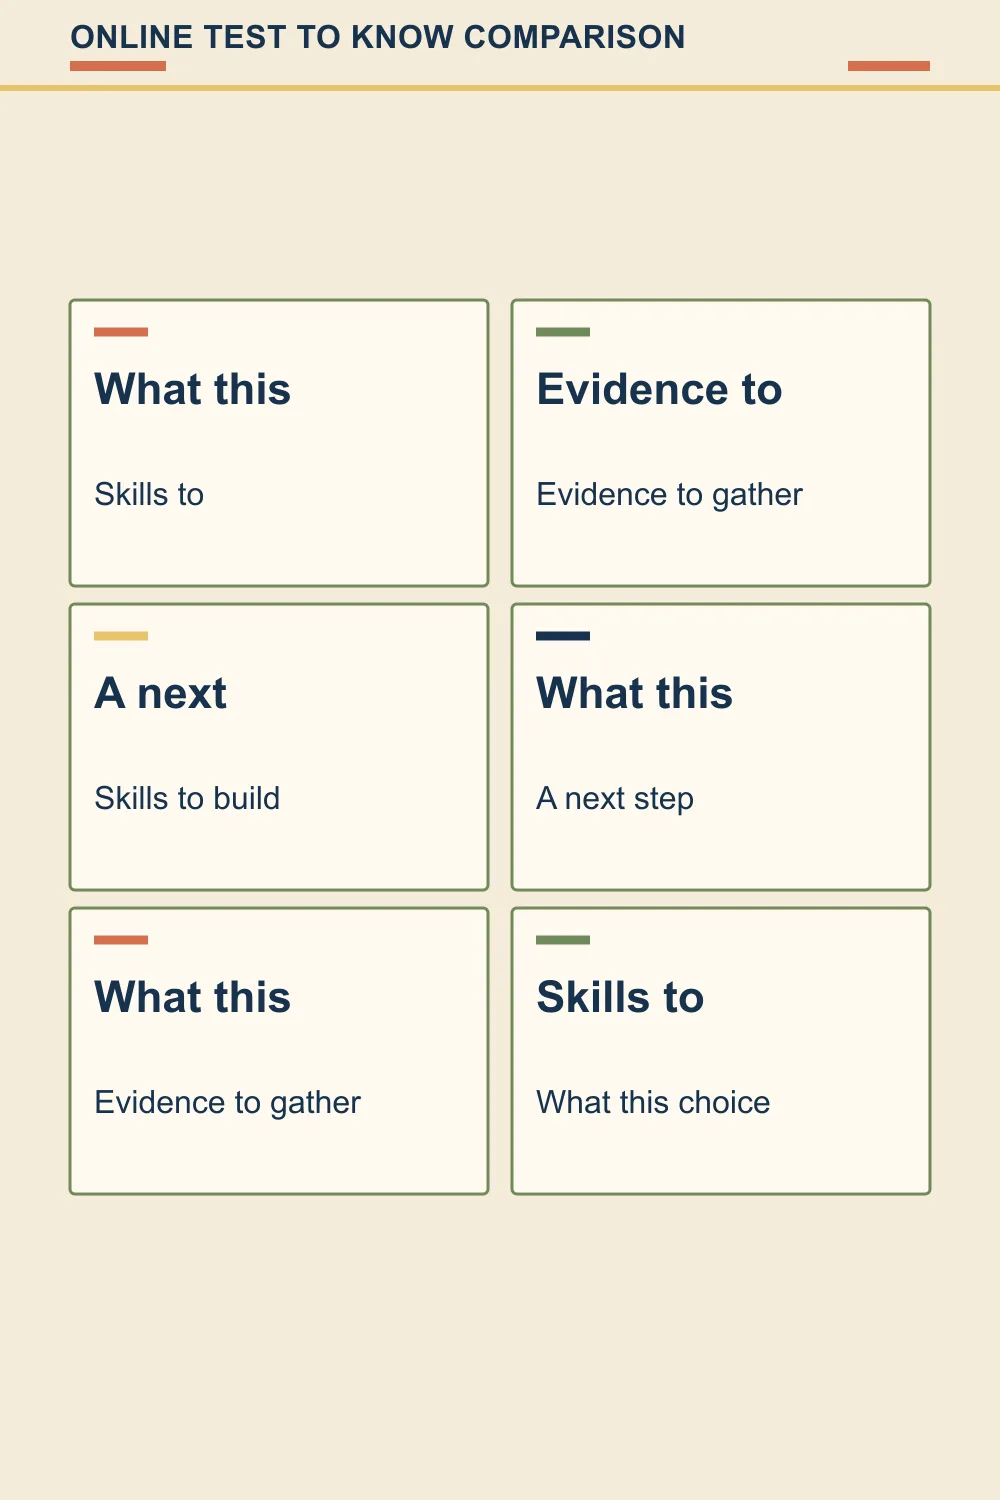 ONLINE TEST TO KNOW COMPARISON
What this
Skills to
Evidence to
Evidence to gather
A next
Skills to build
What this
A next step
What this
Evidence to gather
Skills to
What this choice